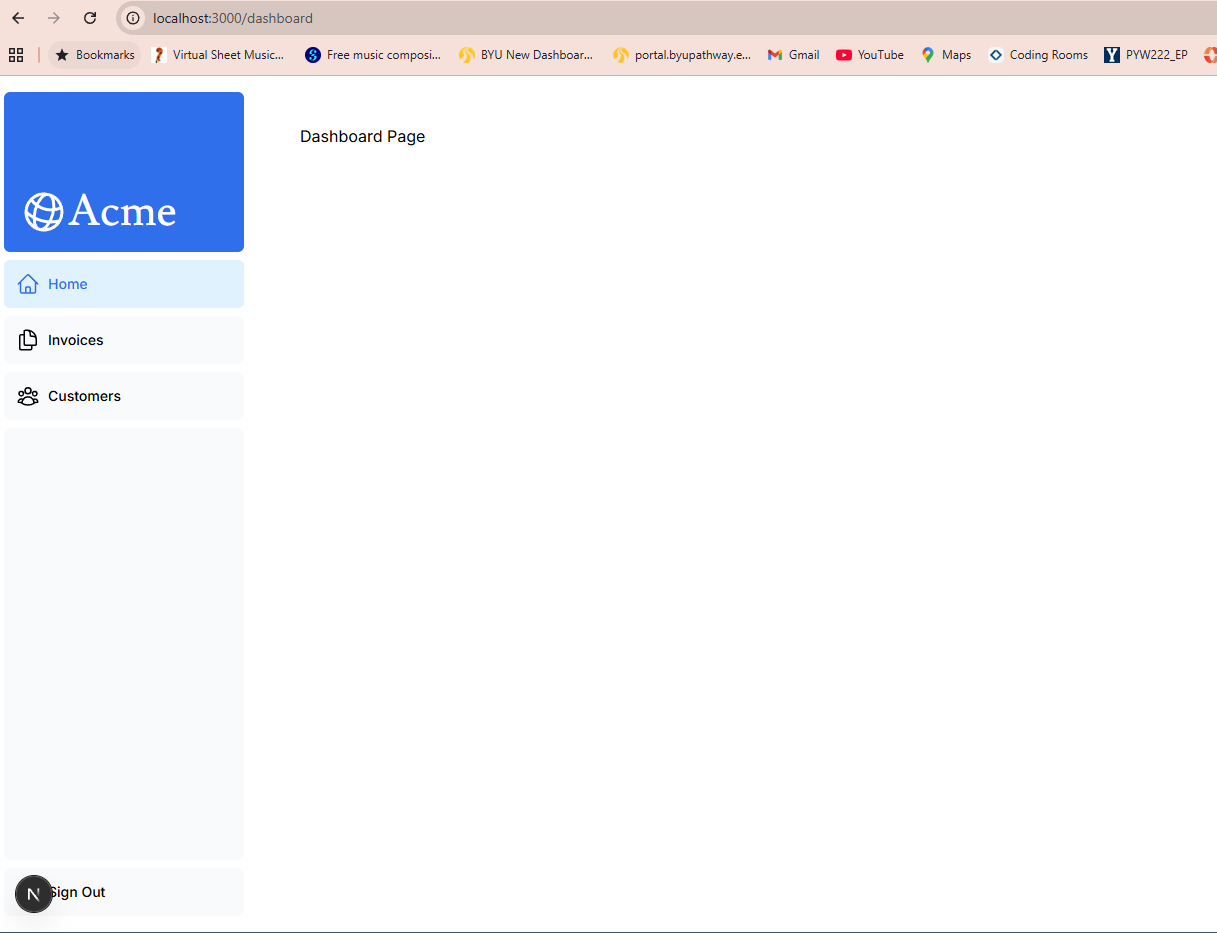 localhost:3000/dashboard
Bookmarks Virtual Sheet Music... Free music composi... BYU New Dashboar... portal.byupathway.e... Gmail YouTube Maps Coding Rooms PYW222_EP
Acme
Dashboard Page
Home
Invoices
Customers
N Sign Out